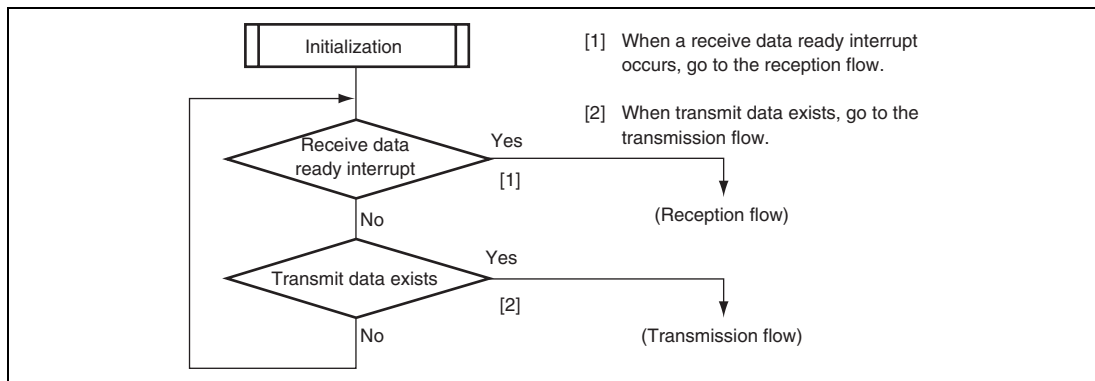 Initialization
[1] When a receive data ready interrupt
occurs, go to the reception flow.
[2] When transmit data exists, go to the
transmission flow.
Receive data
ready interrupt
Yes
[1]
(Reception flow)
No
Transmit data exists
Yes
[2]
(Transmission flow)
No